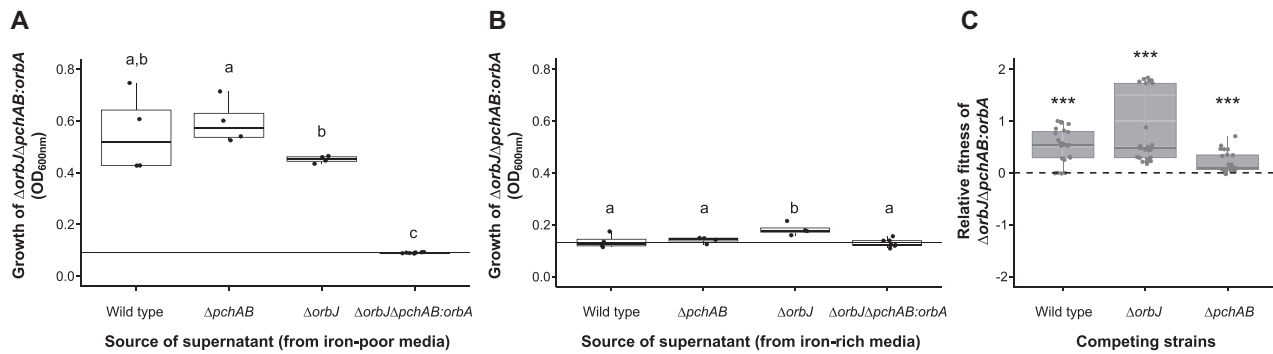 A
Growth of ΔorbJΔpchAB:orbA
(OD600nm)
0.8
0.6
0.4
0.2
0.0
a,b
a
b
c
Wild type
ΔpchAB
ΔorbJ
ΔorbJΔpchAB:orbA
Source of supernatant (from iron-poor media)
B
Growth of ΔorbJΔpchAB:orbA
(OD600nm)
0.8
0.6
0.4
0.2
0.0
a
a
b
a
Wild type
ΔpchAB
ΔorbJ
ΔorbJΔpchAB:orbA
Source of supernatant (from iron-rich media)
C
Relative fitness of
ΔorbJΔpchAB:orbA
2
1
0
-1
-2
***
***
***
Wild type
ΔorbJ
ΔpchAB
Competing strains